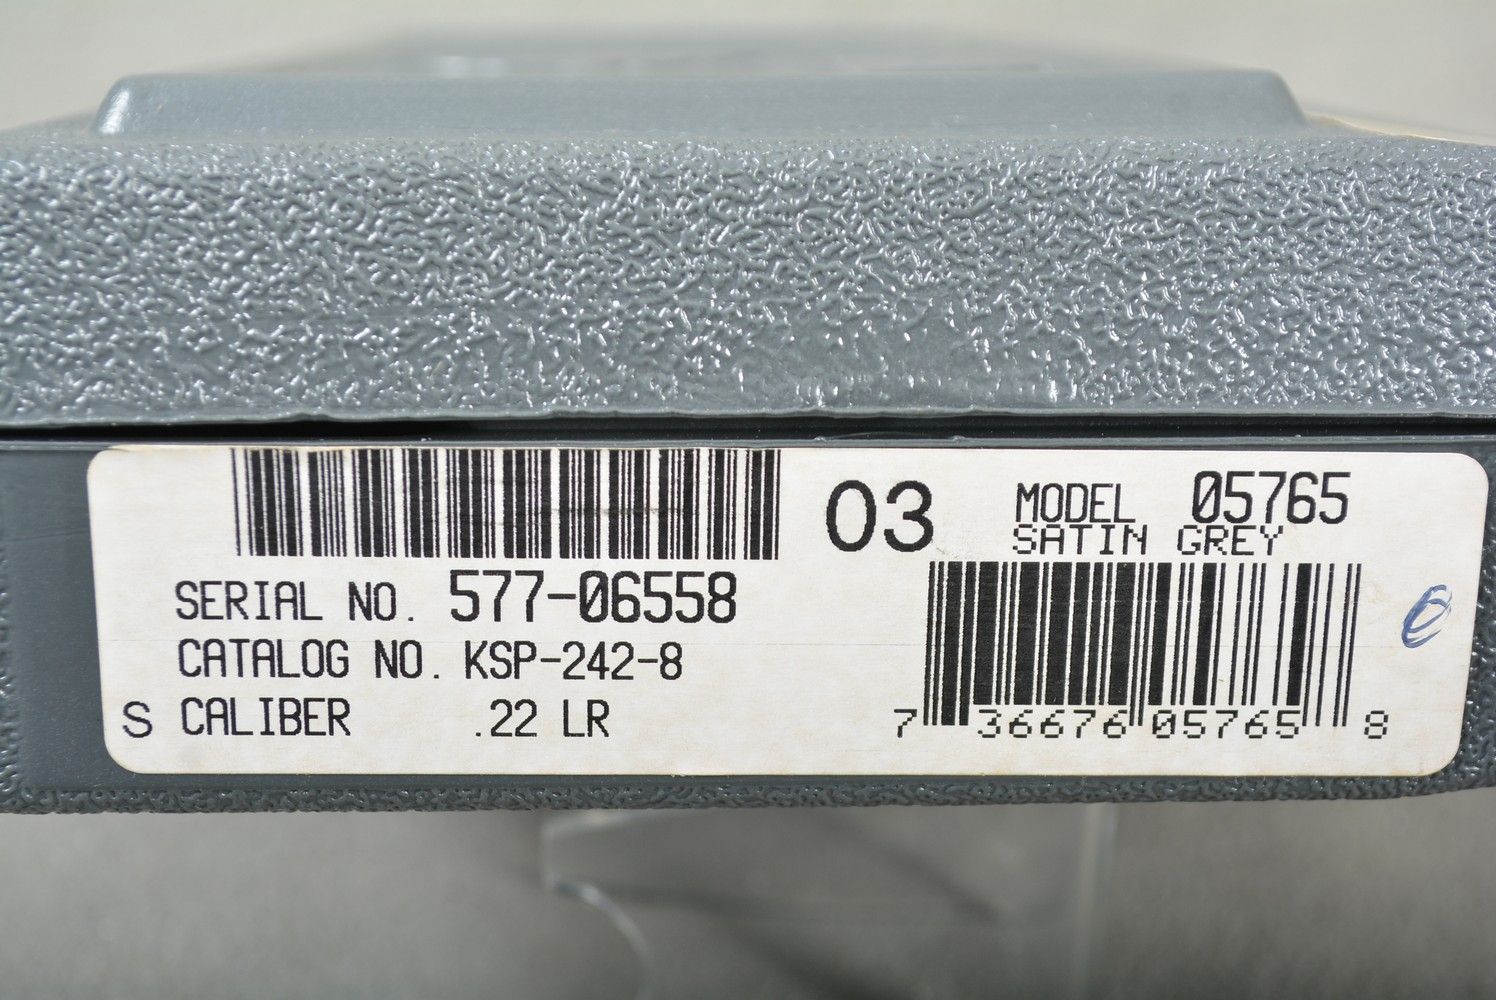 03
MODEL 05765
SATIN GREY
SERIAL NO. 577-06558
CATALOG NO. KSP-242-8
S CALIBER .22 LR
7 36676 05765 8